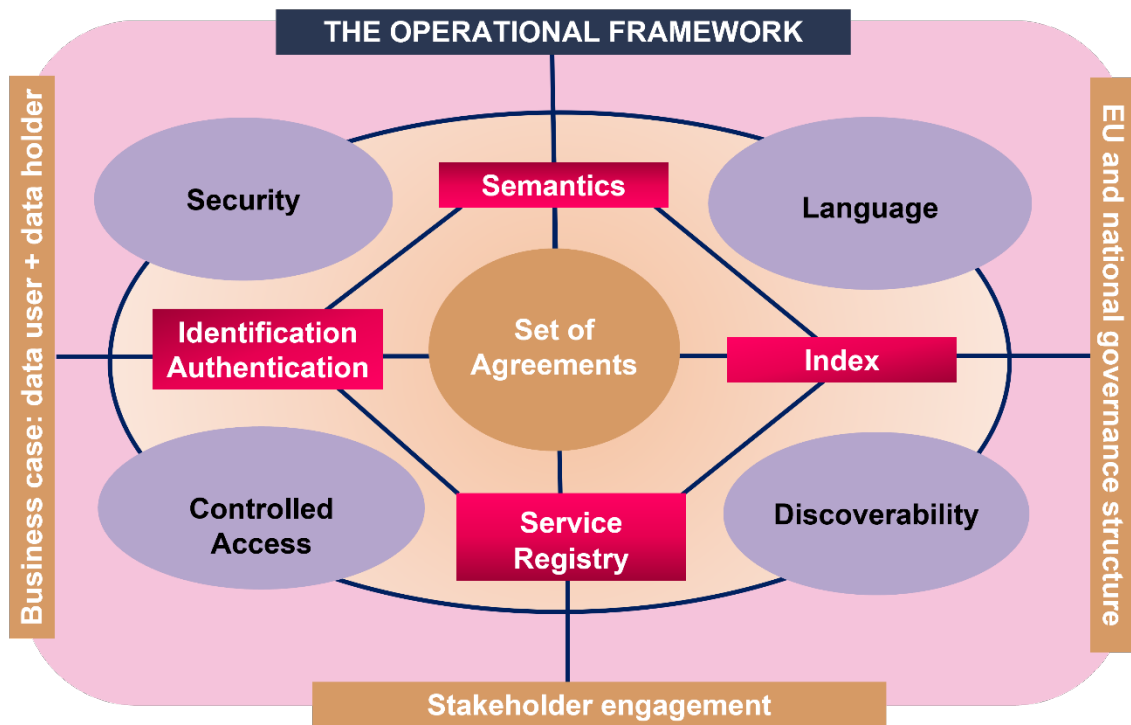 THE OPERATIONAL FRAMEWORK
Business case: data user + data holder
EU and national governance structure
Security
Semantics
Language
Identification
Authentication
Set of
Agreements
Index
Controlled
Access
Service
Registry
Discoverability
Stakeholder engagement